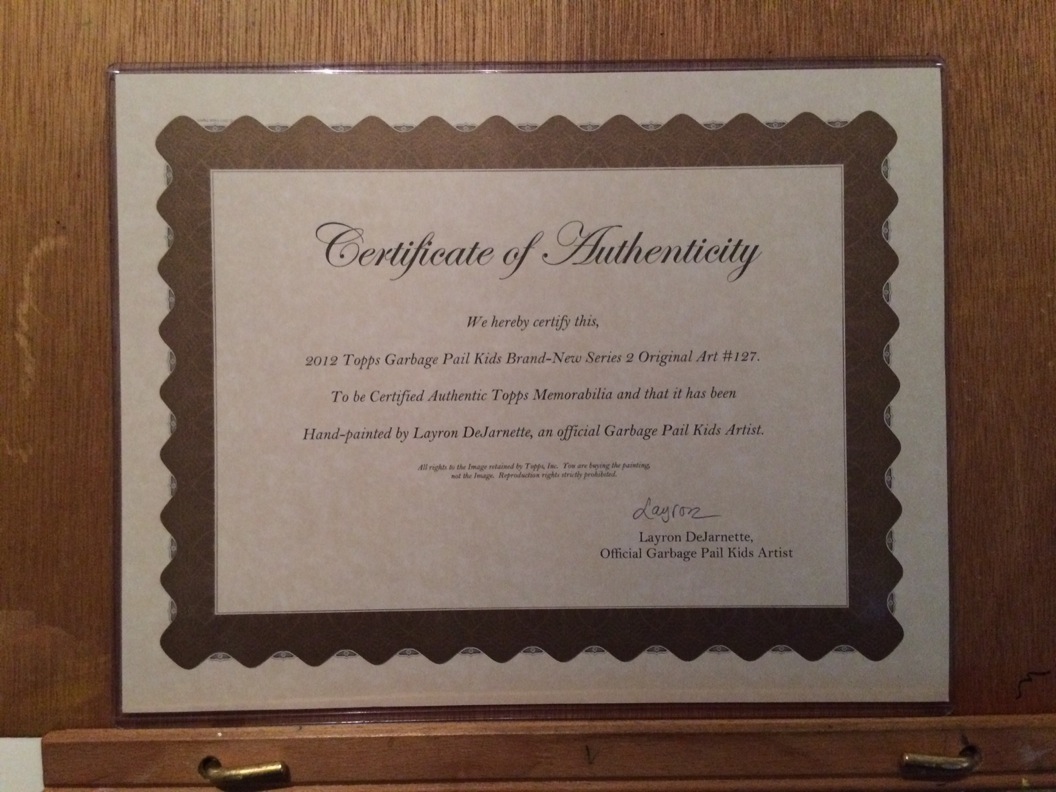 Certificate of Authenticity
We hereby certify this,
2012 Topps Garbage Pail Kids Brand-New Series 2 Original Art #127.
To be Certified Authentic Topps Memorabilia and that it has been
Hand-painted by Layron DeJarnette, an official Garbage Pail Kids Artist.
All rights to the Image retained by Topps, Inc. You are buying the painting,
not the Image. Reproduction rights strictly prohibited.
Layron
Layron DeJarnette,
Official Garbage Pail Kids Artist